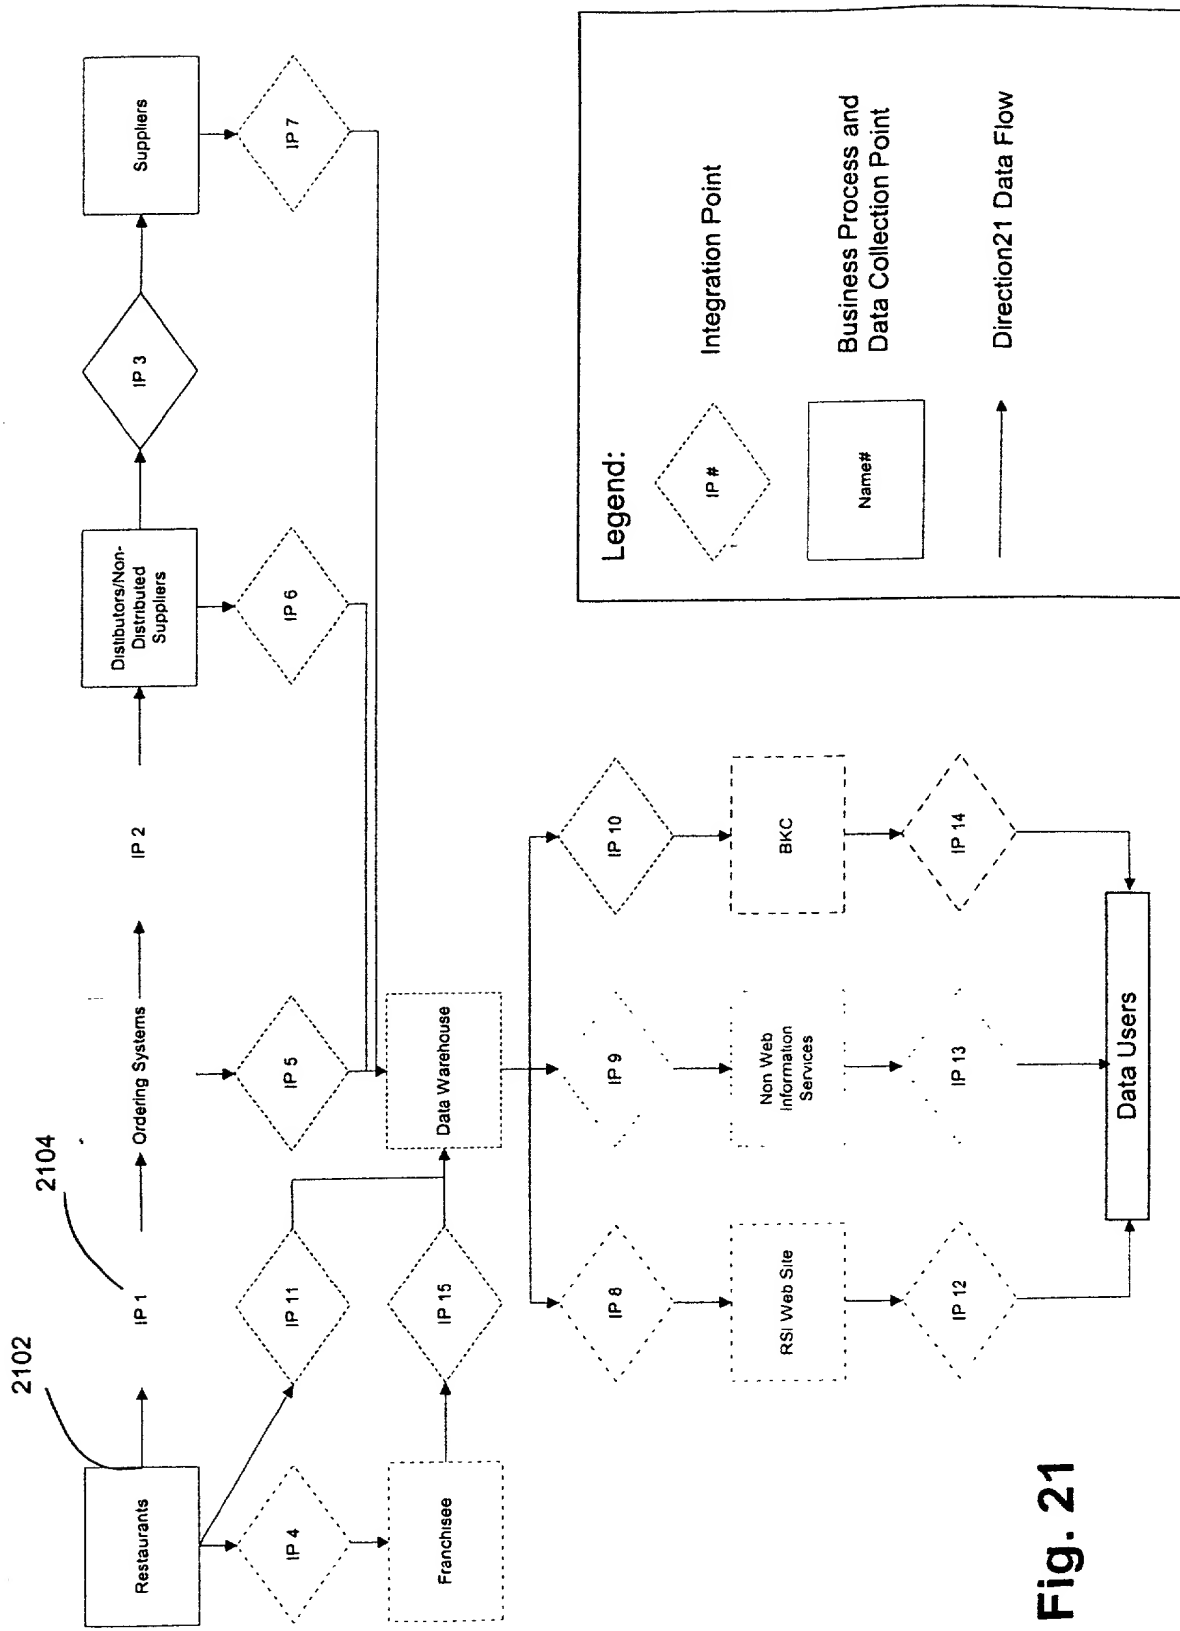 2102
2104
Restaurants
IP 1
Ordering Systems
IP 2
Distibutors/Non-
Distributed
Suppliers
IP 3
Suppliers
IP 4
IP 11
IP 5
IP 6
IP 7
Franchisee
IP 15
Data Warehouse
IP 8
IP 9
IP 10
RSI Web Site
Non Web
Information
Services
BKC
IP 12
IP 13
IP 14
Data Users
Legend:
IP #
Integration Point
Name#
Business Process and
Data Collection Point
Direction21 Data Flow
Fig. 21